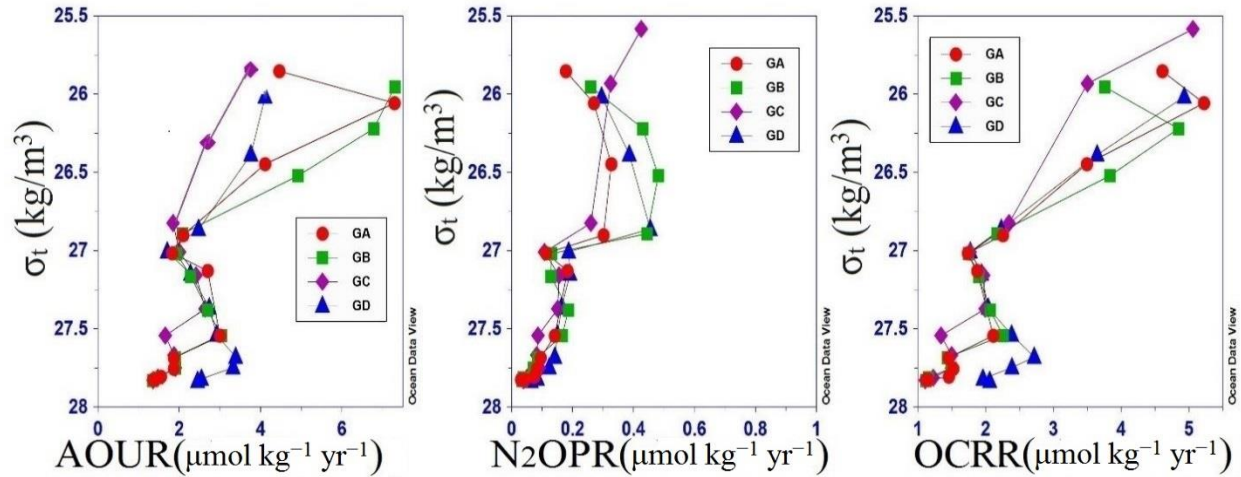 25.5
26
26.5
27
27.5
28
σt (kg/m³)
2
4
6
AOUR(μmol kg⁻¹ yr⁻¹)
GA
GB
GC
GD
Ocean Data View
25.5
26
26.5
27
27.5
28
σt (kg/m³)
0
0.2
0.4
0.6
0.8
1
N2OPR(μmol kg⁻¹ yr⁻¹)
GA
GB
GC
GD
Ocean Data View
25.5
26
26.5
27
27.5
28
σt (kg/m³)
1
2
3
4
5
OCRR(μmol kg⁻¹ yr⁻¹)
GA
GB
GC
GD
Ocean Data View